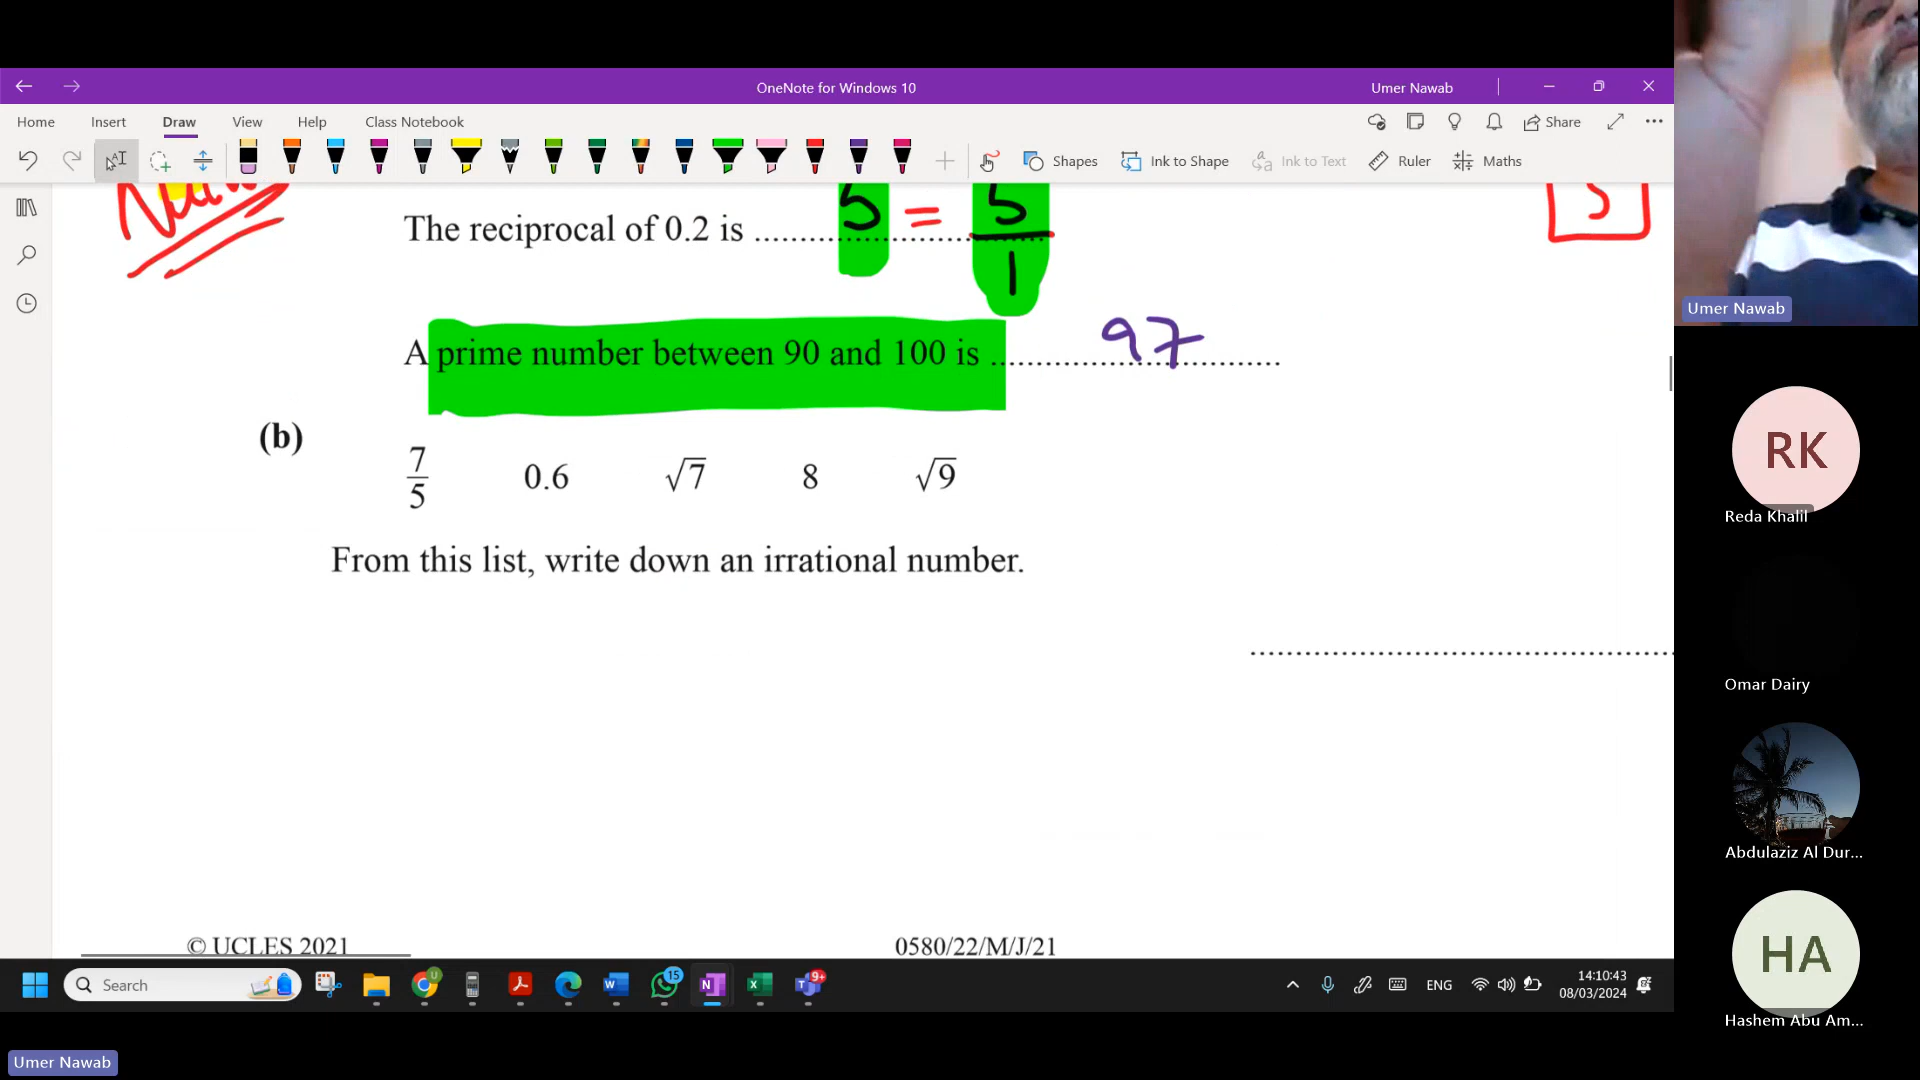 OneNote for Windows 10
Umer Nawab
Home Insert Draw View Help Class Notebook
Share
Shapes Ink to Shape Ink to Text Ruler Maths
The reciprocal of 0.2 is .................... 5 = 5/1
A prime number between 90 and 100 is .................... 97
(b)
7/5 0.6 √7 8 √9
From this list, write down an irrational number.
...............................................
© UCLES 2021 0580/22/M/J/21
Search
15
9+
ENG
14:10:43
08/03/2024
Umer Nawab
RK
Reda Khalil
Omar Dairy
Abdulaziz Al Dur...
HA
Hashem Abu Am...
Umer Nawab